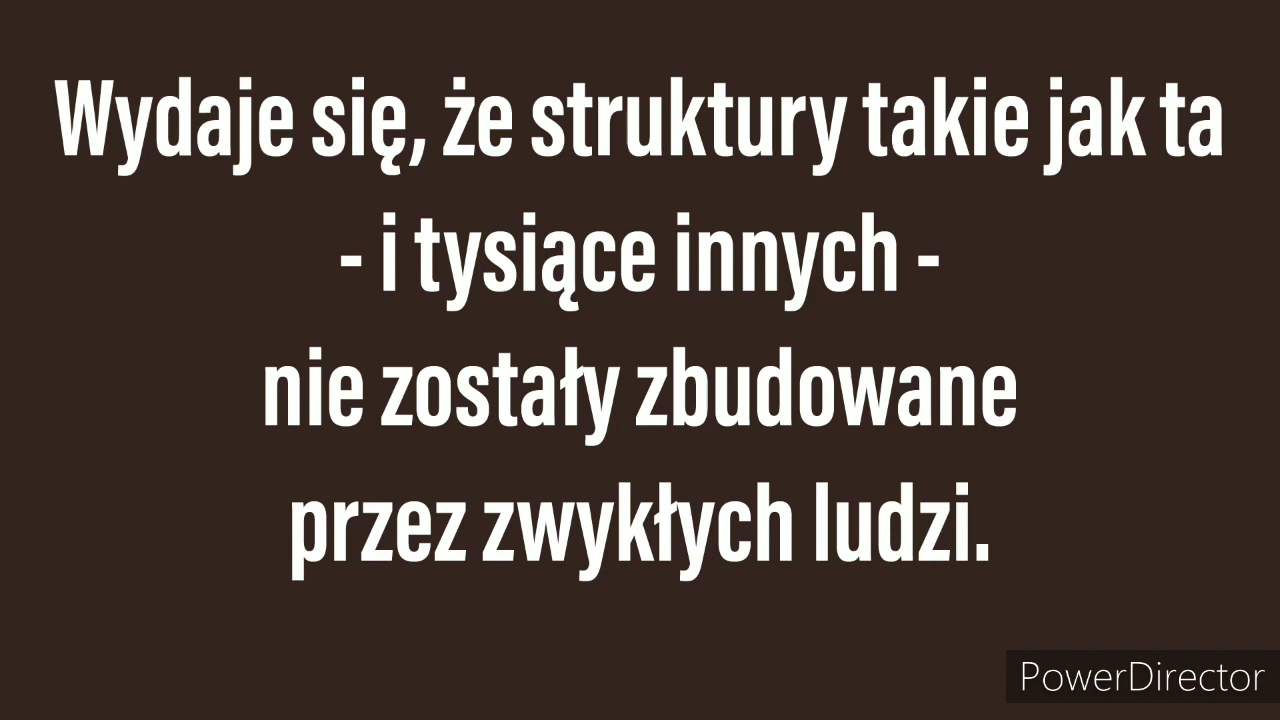 Wydaje się, że struktury takie jak ta
- i tysiące innych -
nie zostały zbudowane
przez zwykłych ludzi.
PowerDirector